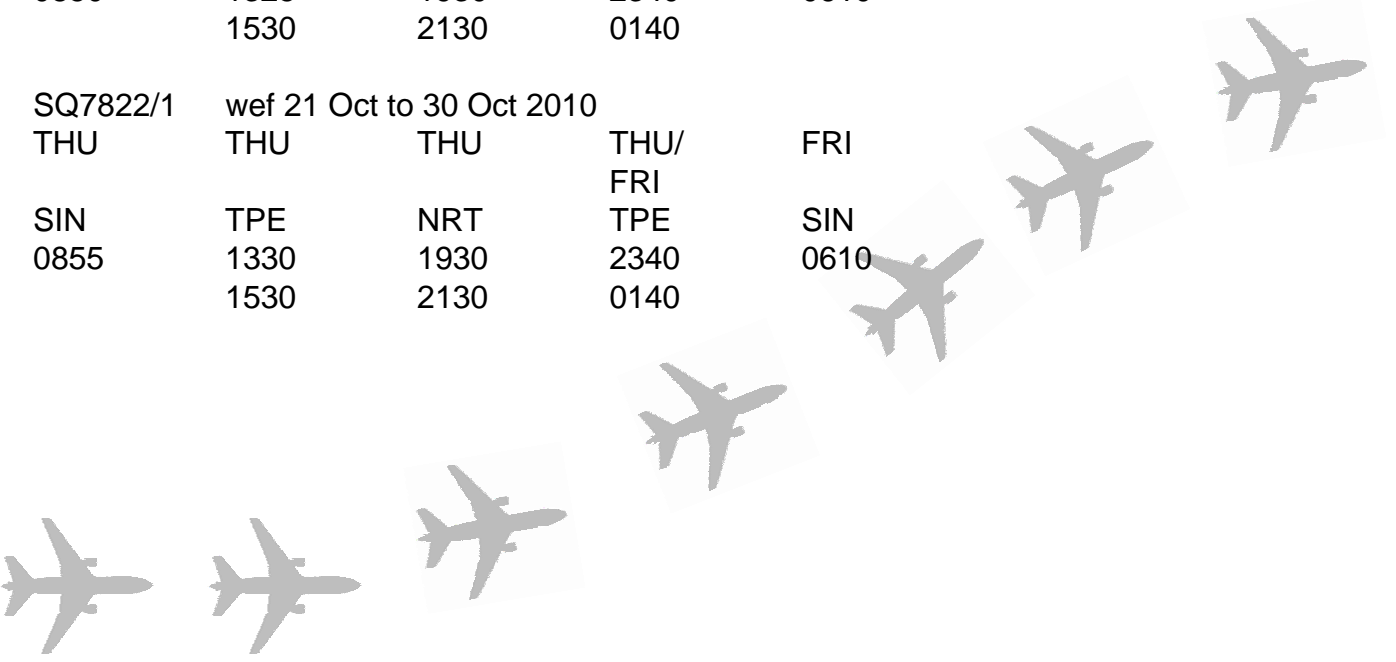 1530 2130 0140
SQ7822/1 wef 21 Oct to 30 Oct 2010
THU THU THU THU/ FRI
FRI
SIN TPE NRT TPE SIN
0855 1330 1930 2340 0610
1530 2130 0140